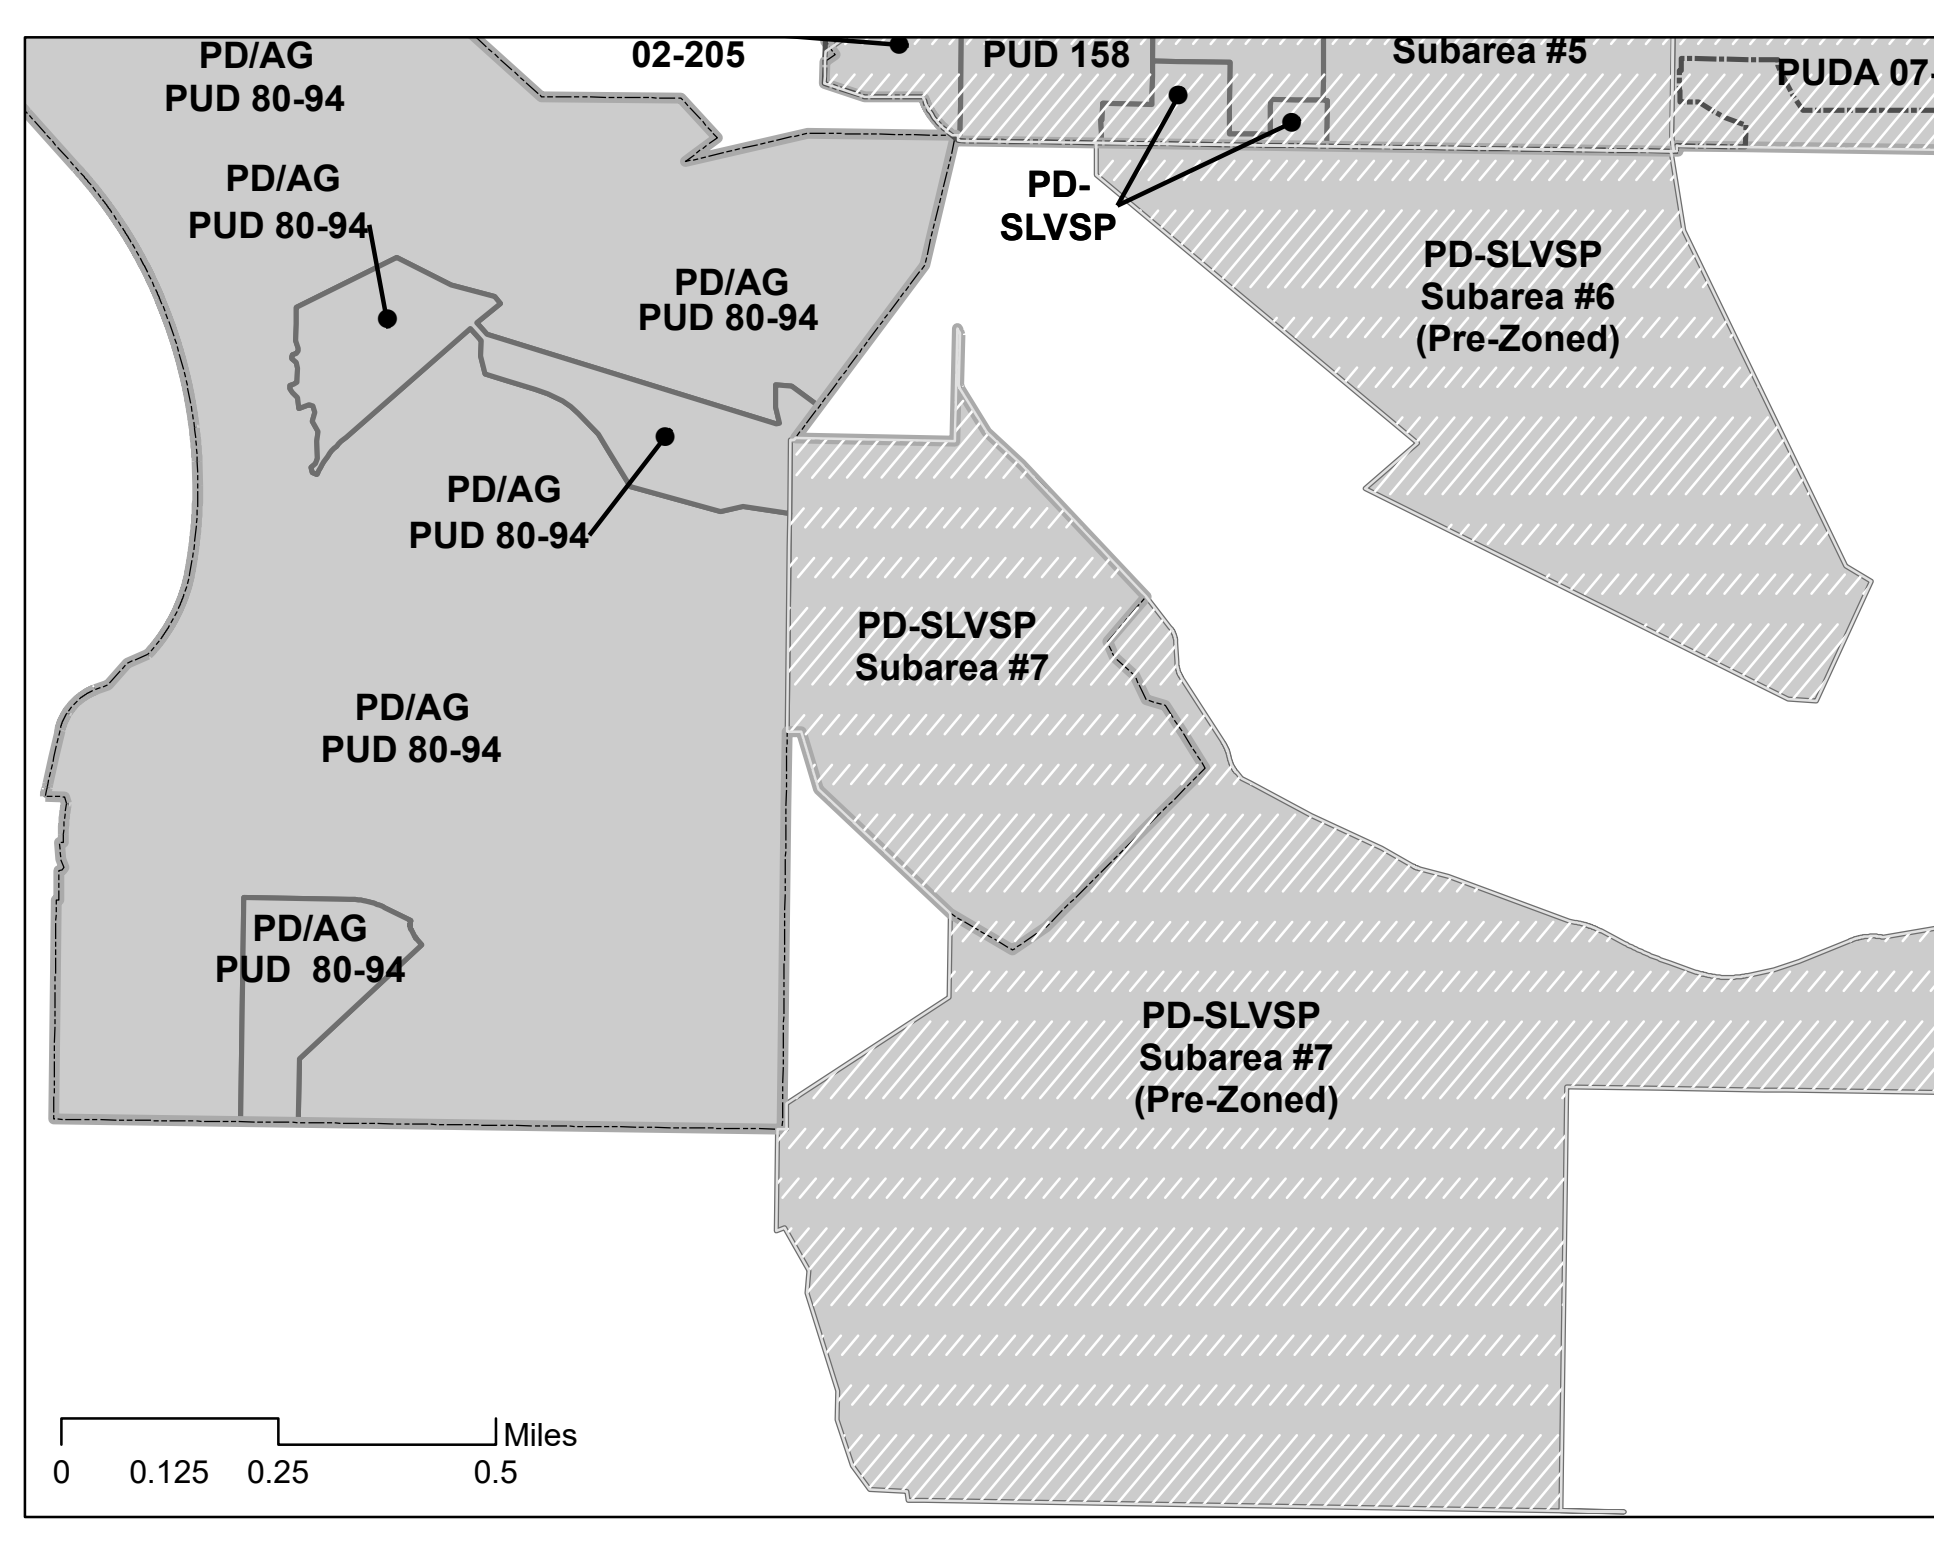 PD/AG
PUD 80-94
02-205
PUD 158
Subarea #5
PUDA 07-
PD/AG
PUD 80-94
PD-
SLVSP
PD/AG
PUD 80-94
PD-SLVSP
Subarea #6
(Pre-Zoned)
PD/AG
PUD 80-94
PD-SLVSP
Subarea #7
PD/AG
PUD 80-94
PD/AG
PUD 80-94
PD-SLVSP
Subarea #7
(Pre-Zoned)
Miles
0 0.125 0.25 0.5